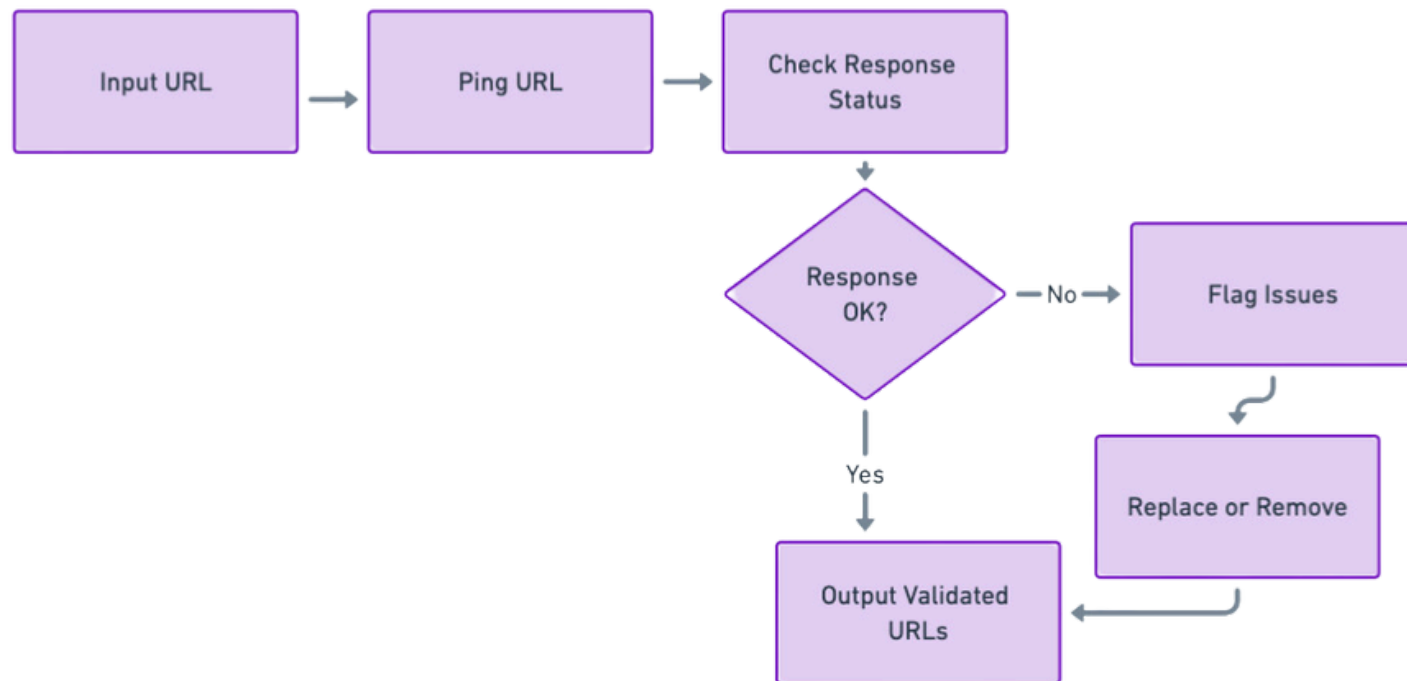 Input URL
Ping URL
Check Response
Status
Response
OK?
No
Flag Issues
Yes
Replace or Remove
Output Validated
URLs